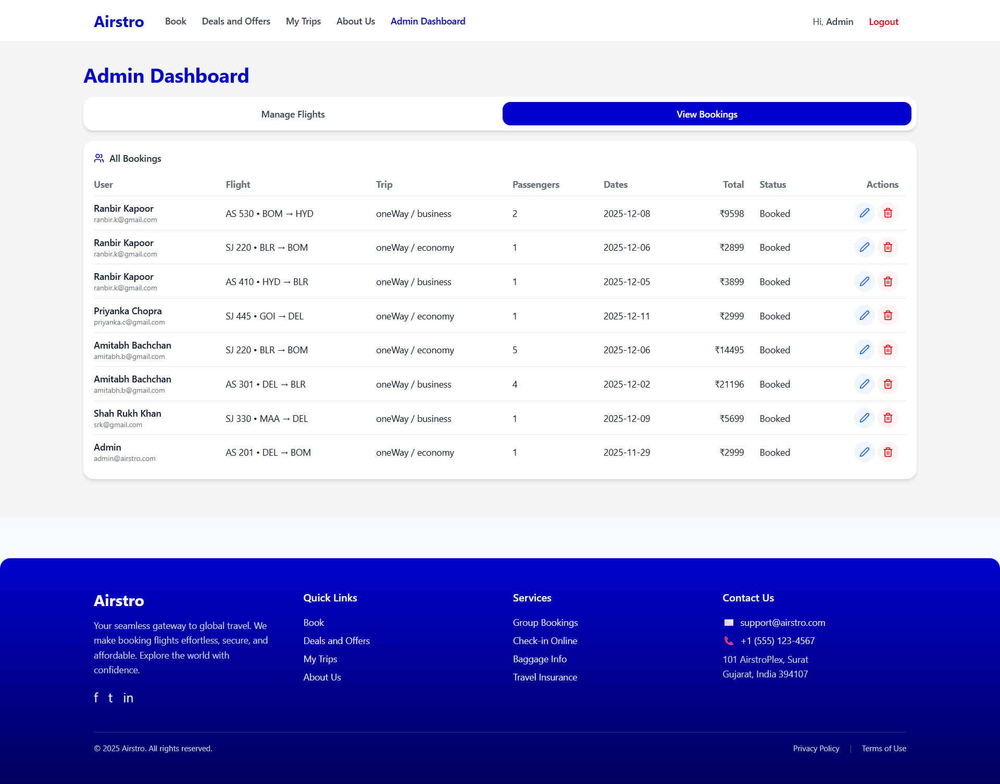 Airstro Book Deals and Offers My Trips About Us Admin Dashboard Hi, Admin Logout
Admin Dashboard
Manage Flights View Bookings
All Bookings
User Flight Trip Passengers Dates Total Status Actions
Ranbir Kapoor
ranbir.k@gmail.com
AS 530 • BOM → HYD oneWay / business 2 2025-12-08 ₹9598 Booked
Ranbir Kapoor
ranbir.k@gmail.com
SJ 220 • BLR → BOM oneWay / economy 1 2025-12-06 ₹2899 Booked
Ranbir Kapoor
ranbir.k@gmail.com
AS 410 • HYD → BLR oneWay / business 1 2025-12-05 ₹3899 Booked
Priyanka Chopra
priyanka.c@gmail.com
SJ 445 • GOI → DEL oneWay / economy 1 2025-12-11 ₹2999 Booked
Amitabh Bachchan
amitabh.b@gmail.com
SJ 220 • BLR → BOM oneWay / economy 5 2025-12-06 ₹14495 Booked
Amitabh Bachchan
amitabh.b@gmail.com
AS 301 • DEL → BLR oneWay / business 4 2025-12-02 ₹21196 Booked
Shah Rukh Khan
srk@gmail.com
SJ 330 • MAA → DEL oneWay / business 1 2025-12-09 ₹5699 Booked
Admin
admin@airstro.com
AS 201 • DEL → BOM oneWay / economy 1 2025-11-29 ₹2999 Booked
Airstro
Your seamless gateway to global travel. We
make booking flights effortless, secure, and
affordable. Explore the world with
confidence.
f t in
Quick Links
Book
Deals and Offers
My Trips
About Us
Services
Group Bookings
Check-in Online
Baggage Info
Travel Insurance
Contact Us
support@airstro.com
+1 (555) 123-4567
101 AirstroPlex, Surat
Gujarat, India 394107
© 2025 Airstro. All rights reserved. Privacy Policy | Terms of Use